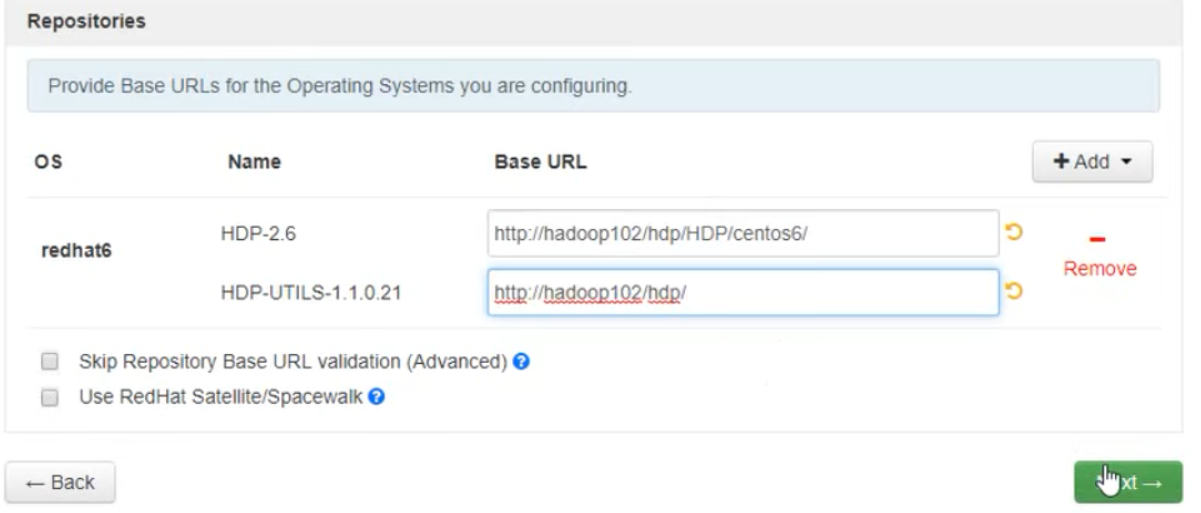 Repositories
Provide Base URLs for the Operating Systems you are configuring.
OS Name Base URL + Add
redhat6
HDP-2.6 http://hadoop102/hdp/HDP/centos6/
Remove
HDP-UTILS-1.1.0.21 http://hadoop102/hdp/
Skip Repository Base URL validation (Advanced) ?
Use RedHat Satellite/Spacewalk ?
← Back xt →